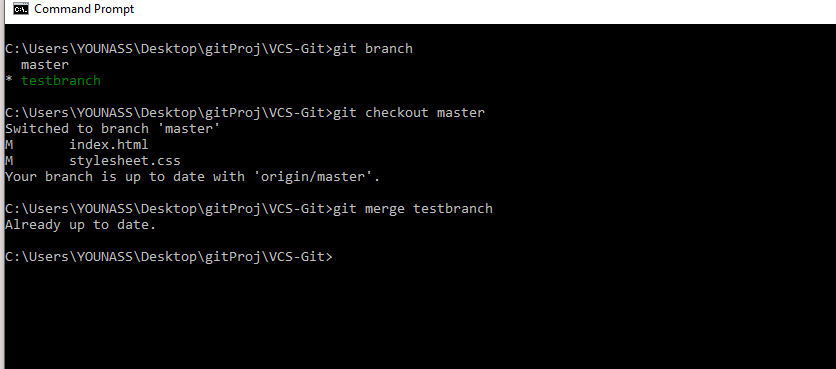 Command Prompt
C:\Users\YOUNASS\Desktop\gitProj\VCS-Git>git branch
  master
* testbranch
C:\Users\YOUNASS\Desktop\gitProj\VCS-Git>git checkout master
Switched to branch 'master'
M       index.html
M       stylesheet.css
Your branch is up to date with 'origin/master'.
C:\Users\YOUNASS\Desktop\gitProj\VCS-Git>git merge testbranch
Already up to date.
C:\Users\YOUNASS\Desktop\gitProj\VCS-Git>